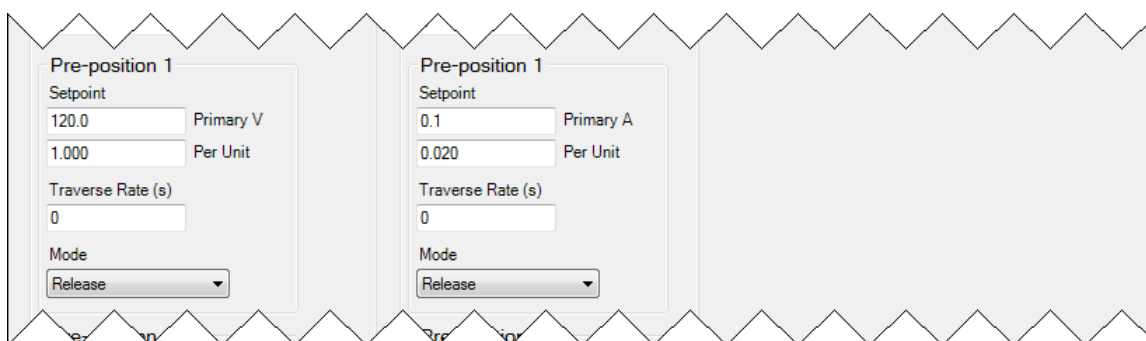 Pre-position 1
Setpoint
120.0 Primary V
1.000 Per Unit
Traverse Rate (s)
0
Mode
Release
Pre-position 1
Setpoint
0.1 Primary A
0.020 Per Unit
Traverse Rate (s)
0
Mode
Release